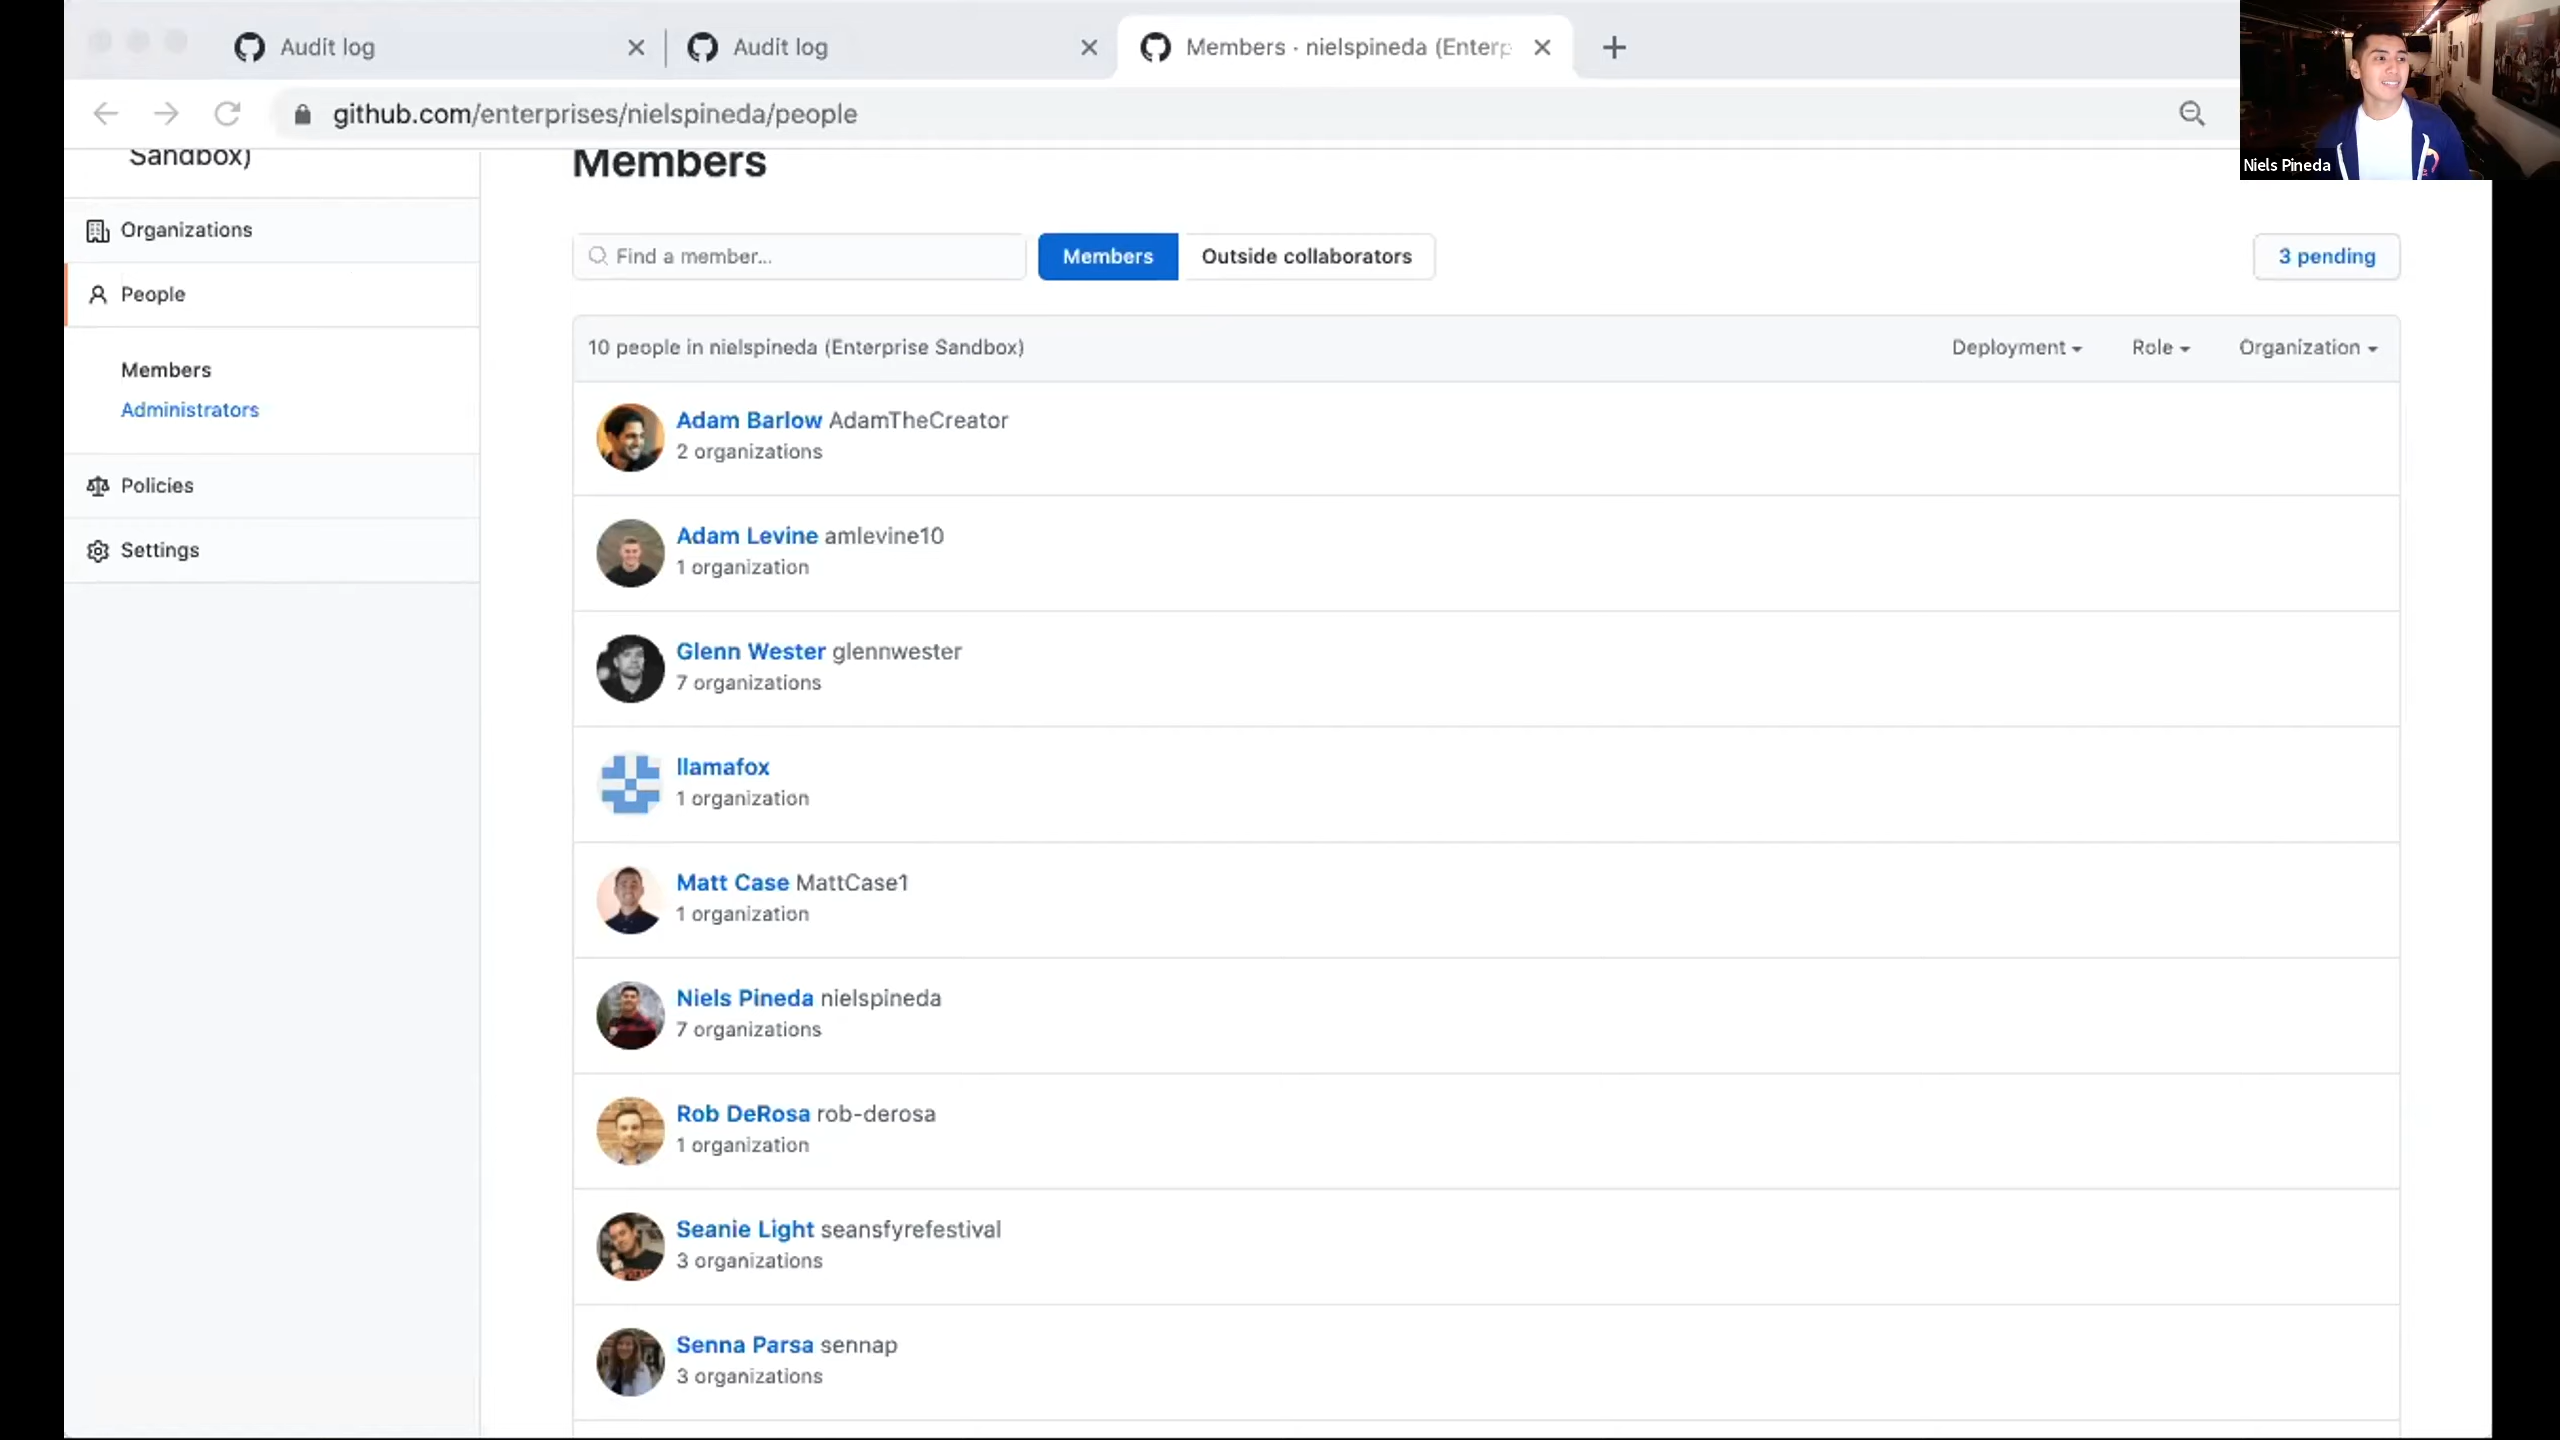 Audit log
Audit log
Members · nielspineda (Enterp
github.com/enterprises/nielspineda/people
Niels Pineda
Sandbox)
Organizations
People
Members
Administrators
Policies
Settings
Members
Find a member...
Members
Outside collaborators
3 pending
10 people in nielspineda (Enterprise Sandbox)
Deployment
Role
Organization
Adam Barlow AdamTheCreator
2 organizations
Adam Levine amlevine10
1 organization
Glenn Wester glennwester
7 organizations
llamafox
1 organization
Matt Case MattCase1
1 organization
Niels Pineda nielspineda
7 organizations
Rob DeRosa rob-derosa
1 organization
Seanie Light seansfyrefestival
3 organizations
Senna Parsa sennap
3 organizations